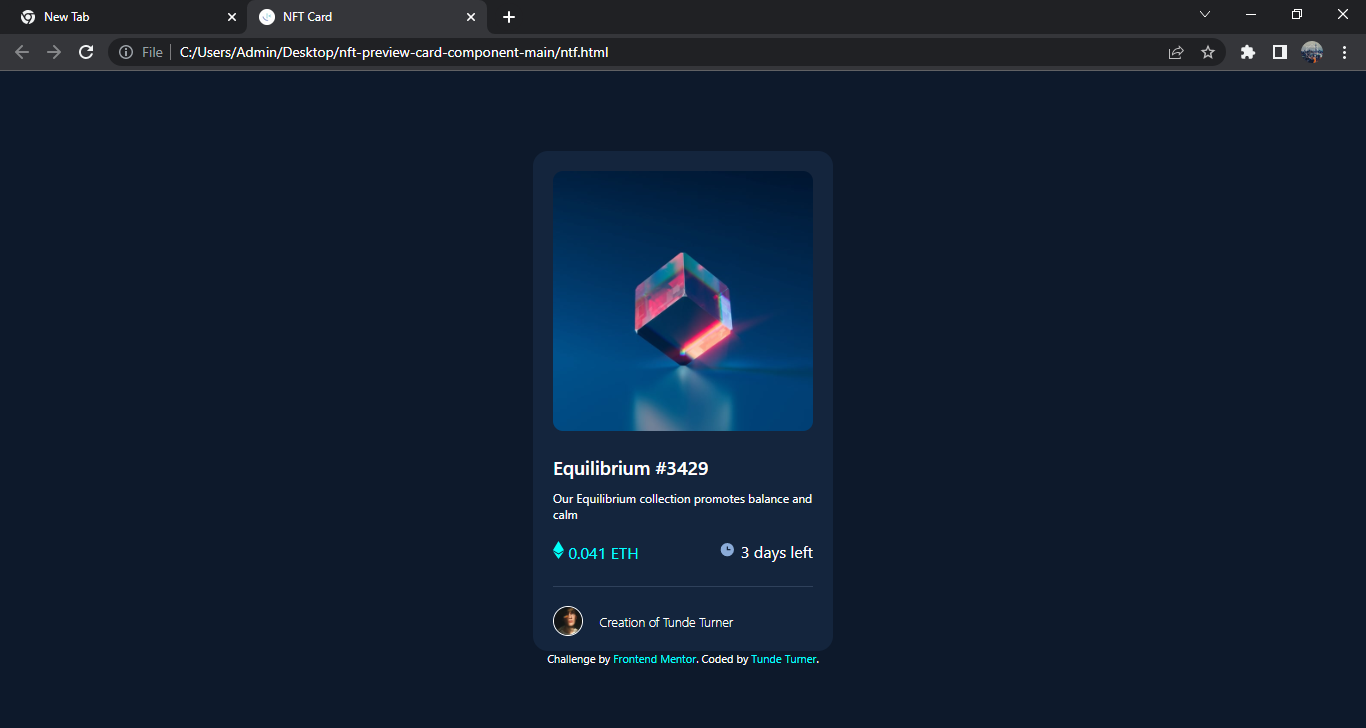 New Tab
NFT Card
File
C:/Users/Admin/Desktop/nft-preview-card-component-main/ntf.html
Equilibrium #3429
Our Equilibrium collection promotes balance and
calm
0.041 ETH
3 days left
Creation of Tunde Turner
Challenge by Frontend Mentor. Coded by Tunde Turner.